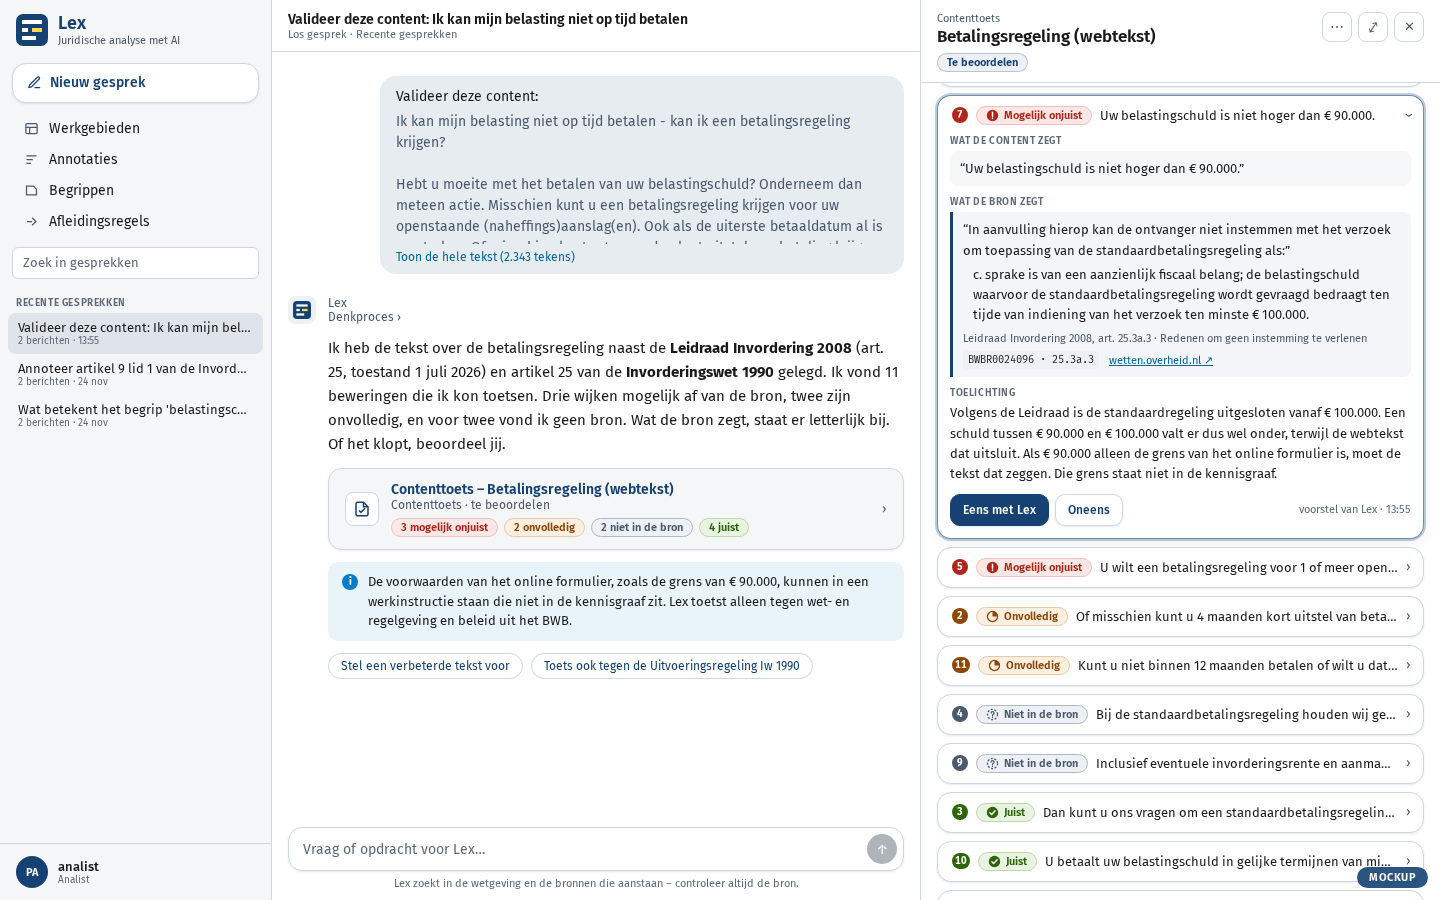 Lex
Juridische analyse met AI
Nieuw gesprek
Werkgebieden
Annotaties
Begrippen
Afleidingsregels
Zoek in gesprekken
RECENTE GESPREKKEN
Valideer deze content: Ik kan mijn bel...
2 berichten · 13:55
Annoteer artikel 9 lid 1 van de Invord...
2 berichten · 24 nov
Wat betekent het begrip 'belastingsc...
2 berichten · 24 nov
PA
analist
Analist
Valideer deze content: Ik kan mijn belasting niet op tijd betalen
Los gesprek · Recente gesprekken
Valideer deze content:
Ik kan mijn belasting niet op tijd betalen - kan ik een betalingsregeling
krijgen?
Hebt u moeite met het betalen van uw belastingschuld? Onderneem dan
meteen actie. Misschien kunt u een betalingsregeling krijgen voor uw
openstaande (naheffings)aanslag(en). Ook als de uiterste betaaldatum al is
Toon de hele tekst (2.343 tekens)
Lex
Denkproces ›
Ik heb de tekst over de betalingsregeling naast de Leidraad Invordering 2008 (art.
25, toestand 1 juli 2026) en artikel 25 van de Invorderingswet 1990 gelegd. Ik vond 11
beweringen die ik kon toetsen. Drie wijken mogelijk af van de bron, twee zijn
onvolledig, en voor twee vond ik geen bron. Wat de bron zegt, staat er letterlijk bij.
Of het klopt, beoordeel jij.
Contenttoets – Betalingsregeling (webtekst)
Contenttoets · te beoordelen
3 mogelijk onjuist
2 onvolledig
2 niet in de bron
4 juist
De voorwaarden van het online formulier, zoals de grens van € 90.000, kunnen in een
werkinstructie staan die niet in de kennisgraaf zit. Lex toetst alleen tegen wet- en
regelgeving en beleid uit het BWB.
Stel een verbeterde tekst voor
Toets ook tegen de Uitvoeringsregeling Iw 1990
Vraag of opdracht voor Lex...
Lex zoekt in de wetgeving en de bronnen die aanstaan – controleer altijd de bron.
Contenttoets
Betalingsregeling (webtekst)
Te beoordelen
7 Mogelijk onjuist Uw belastingschuld is niet hoger dan € 90.000.
WAT DE CONTENT ZEGT
“Uw belastingschuld is niet hoger dan € 90.000.”
WAT DE BRON ZEGT
“In aanvulling hierop kan de ontvanger niet instemmen met het verzoek
om toepassing van de standaardbetalingsregeling als:”
c. sprake is van een aanzienlijk fiscaal belang; de belastingschuld
waarvoor de standaardbetalingsregeling wordt gevraagd bedraagt ten
tijde van indiening van het verzoek ten minste € 100.000.
Leidraad Invordering 2008, art. 25.3a.3 · Redenen om geen instemming te verlenen
BWBR0024096 · 25.3a.3 wetten.overheid.nl ↗
TOELICHTING
Volgens de Leidraad is de standaardregeling uitgesloten vanaf € 100.000. Een
schuld tussen € 90.000 en € 100.000 valt er dus wel onder, terwijl de webtekst
dat uitsluit. Als € 90.000 alleen de grens van het online formulier is, moet de
tekst dat zeggen. Die grens staat niet in de kennisgraaf.
Eens met Lex
Oneens
voorstel van Lex · 13:55
5 Mogelijk onjuist U wilt een betalingsregeling voor 1 of meer open...
2 Onvolledig Of misschien kunt u 4 maanden kort uitstel van beta...
11 Onvolledig Kunt u niet binnen 12 maanden betalen of wilt u dat...
4 Niet in de bron Bij de standaardbetalingsregeling houden wij ge...
9 Niet in de bron Inclusief eventuele invorderingsrente en aanma...
3 Juist Dan kunt u ons vragen om een standaardbetalingsregelin...
10 Juist U betaalt uw belastingschuld in gelijke termijnen van mi...
MOCKUP